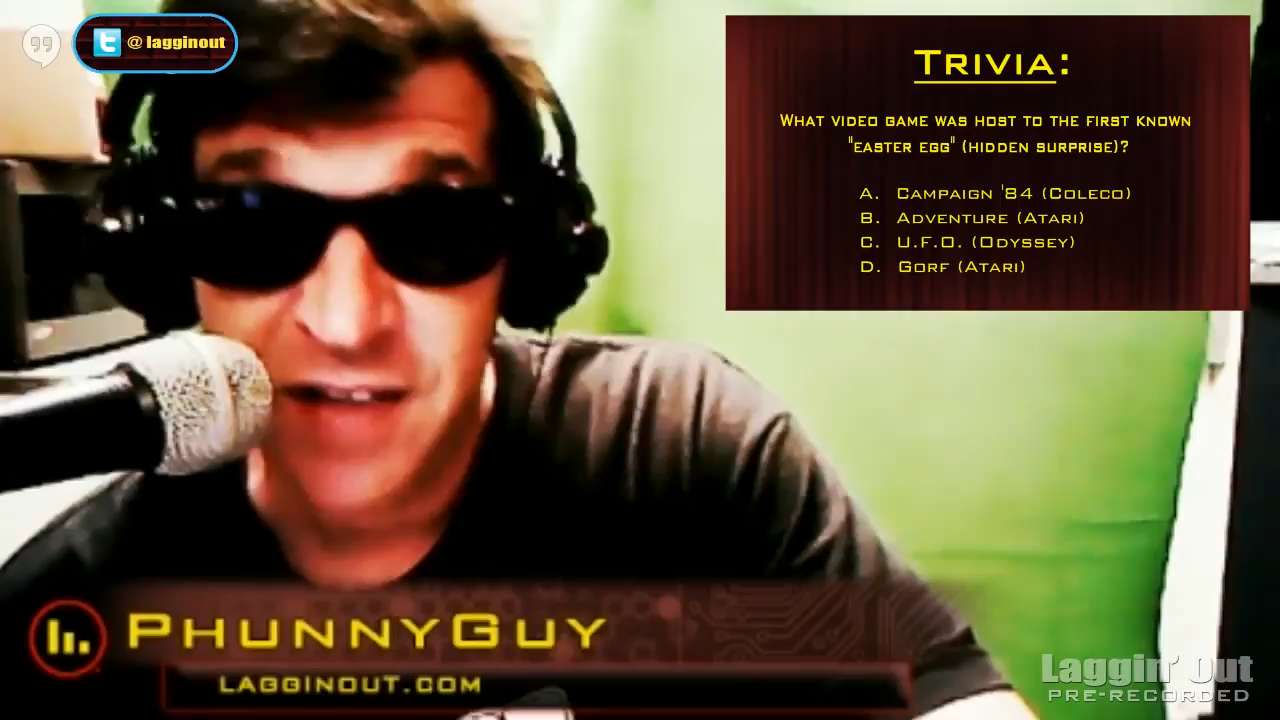 @ lagginout
TRIVIA:
WHAT VIDEO GAME WAS HOST TO THE FIRST KNOWN
"EASTER EGG" (HIDDEN SURPRISE)?
A. CAMPAIGN '84 (COLECO)
B. ADVENTURE (ATARI)
C. U.F.O. (ODYSSEY)
D. GORF (ATARI)
PHUNNYGUY
LAGGINOUT.COM
Laggin' Out
PRE-RECORDED